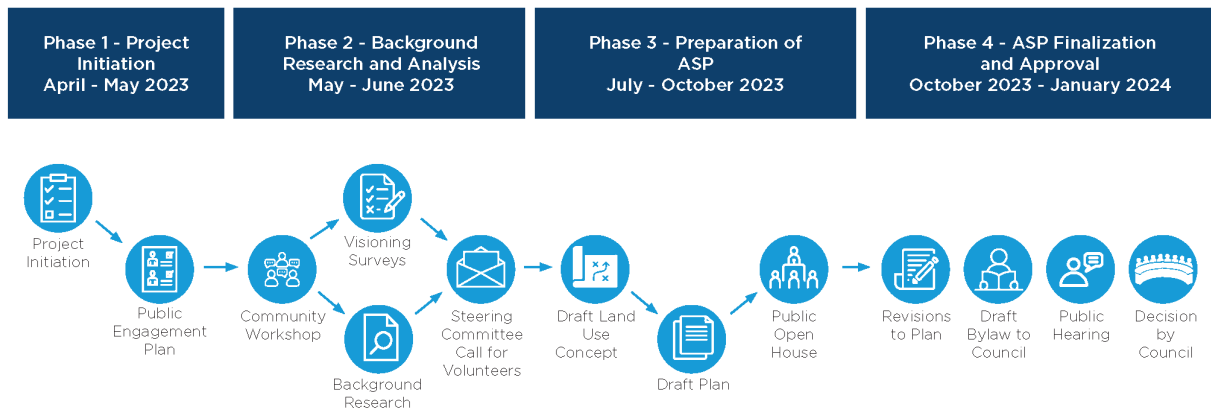 Phase 1 - Project
Initiation
April - May 2023
Phase 2 - Background
Research and Analysis
May - June 2023
Phase 3 - Preparation of
ASP
July - October 2023
Phase 4 - ASP Finalization
and Approval
October 2023 - January 2024
Project
Initiation
Public
Engagement
Plan
Community
Workshop
Visioning
Surveys
Background
Research
Steering
Committee
Call for
Volunteers
Draft Land
Use
Concept
Draft Plan
Public
Open
House
Revisions
to Plan
Draft
Bylaw to
Council
Public
Hearing
Decision
by
Council